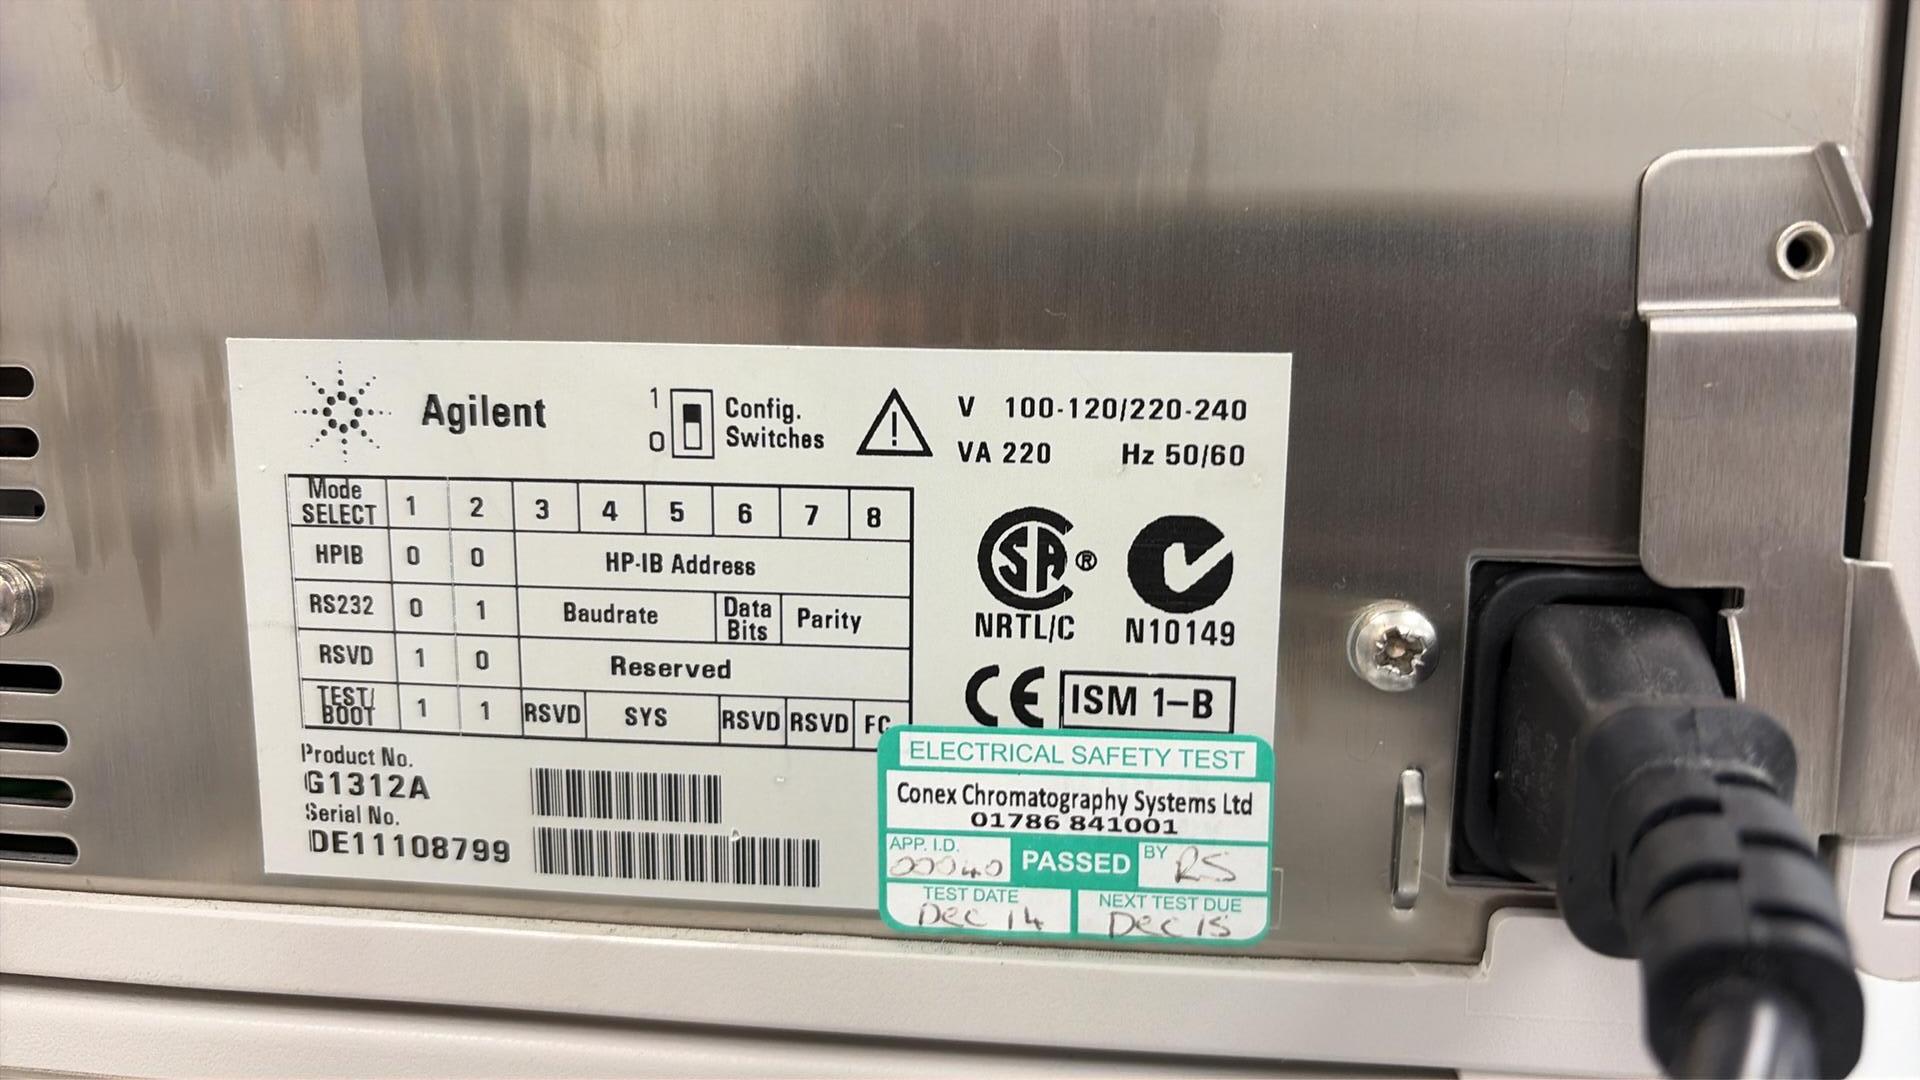 Agilent
1
0
Config.
Switches
V 100-120/220-240
VA 220 Hz 50/60
Mode SELECT 1 2 3 4 5 6 7 8
HPIB 0 0 HP-IB Address
RS232 0 1 Baudrate Data Bits Parity
RSVD 1 0 Reserved
TEST/BOOT 1 1 RSVD SYS RSVD RSVD FC
SA ®
NRTL/C
N10149
CE ISM 1-B
Product No.
G1312A
Serial No.
DE11108799
ELECTRICAL SAFETY TEST
Conex Chromatography Systems Ltd
01786 841001
APP. I.D. 00040 PASSED BY RS
TEST DATE
Dec 14
NEXT TEST DUE
Dec 15